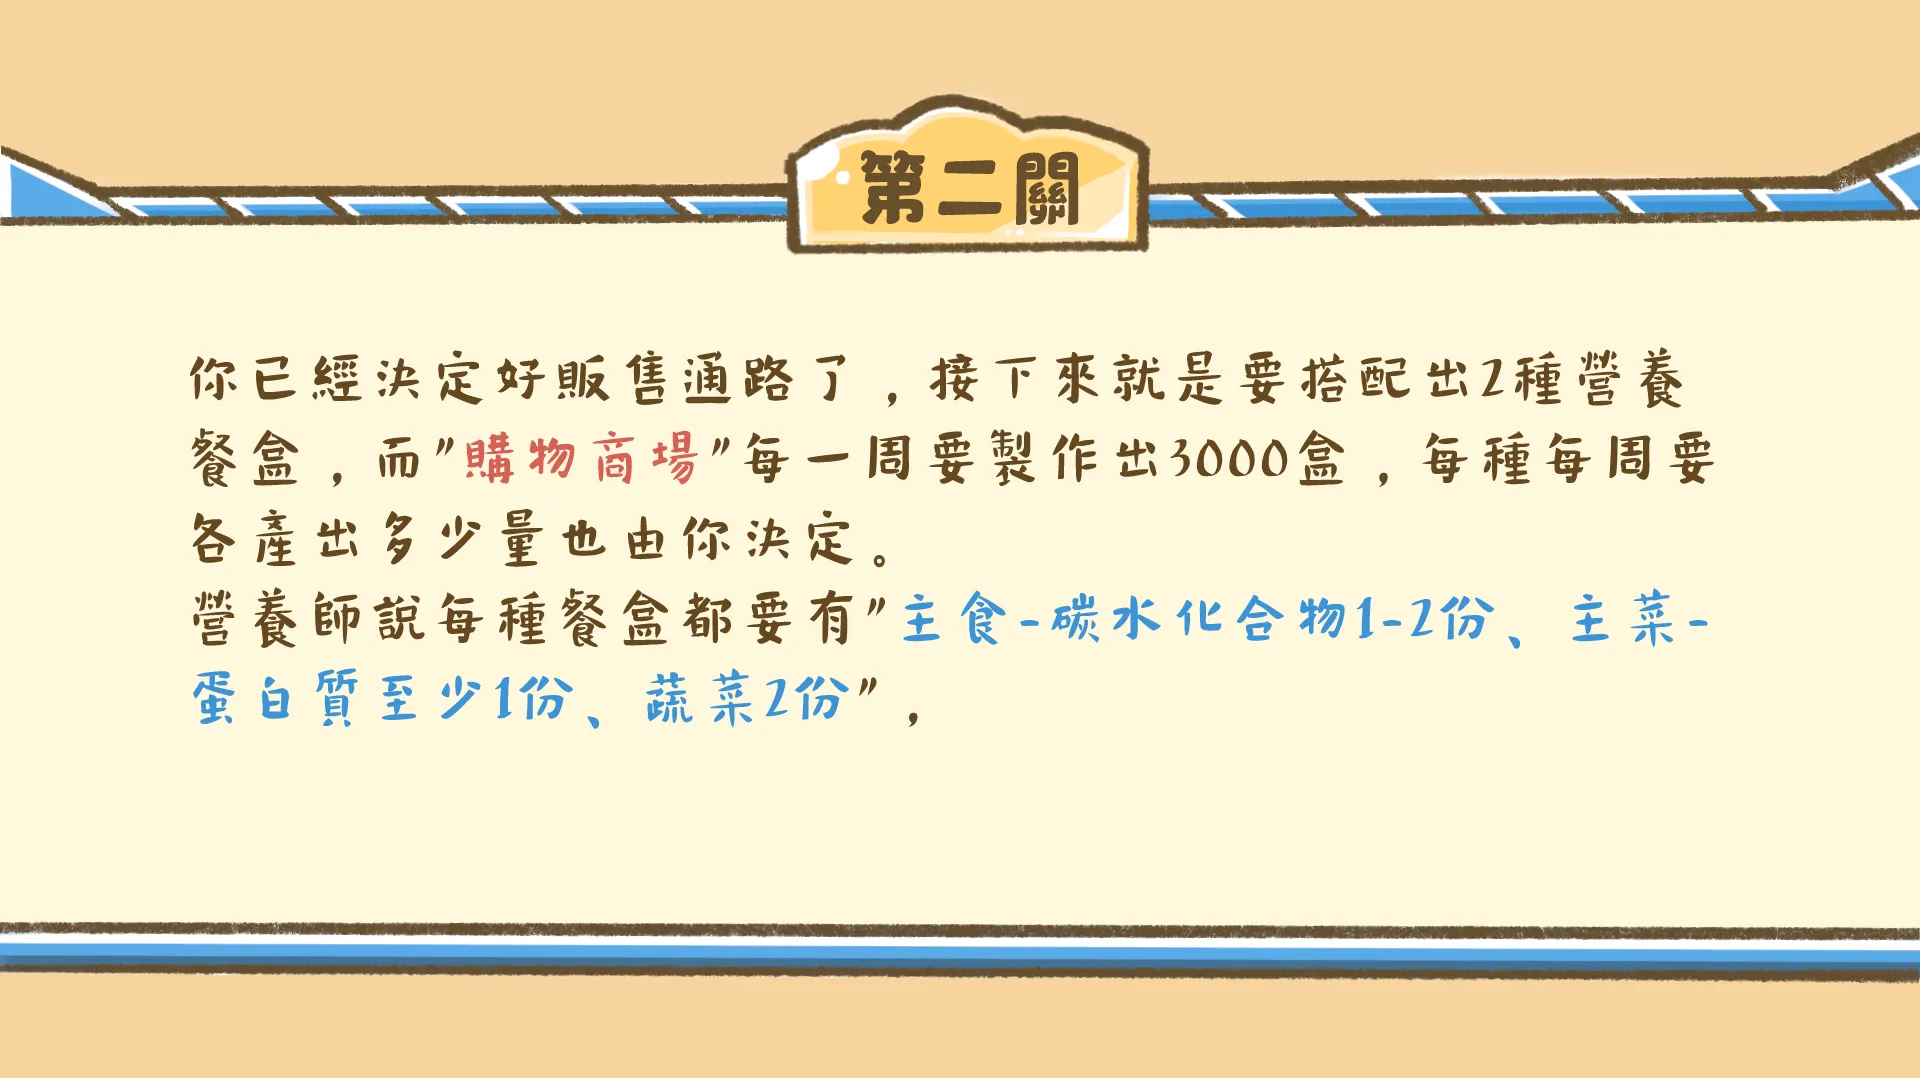 第二關
你已經決定好販售通路了，接下來就是要搭配出2種營養
餐盒，而"購物商場"每一周要製作出3000盒，每種每周要
各產出多少量也由你決定。
營養師說每種餐盒都要有"主食-碳水化合物1-2份、主菜-
蛋白質至少1份、蔬菜2份"，